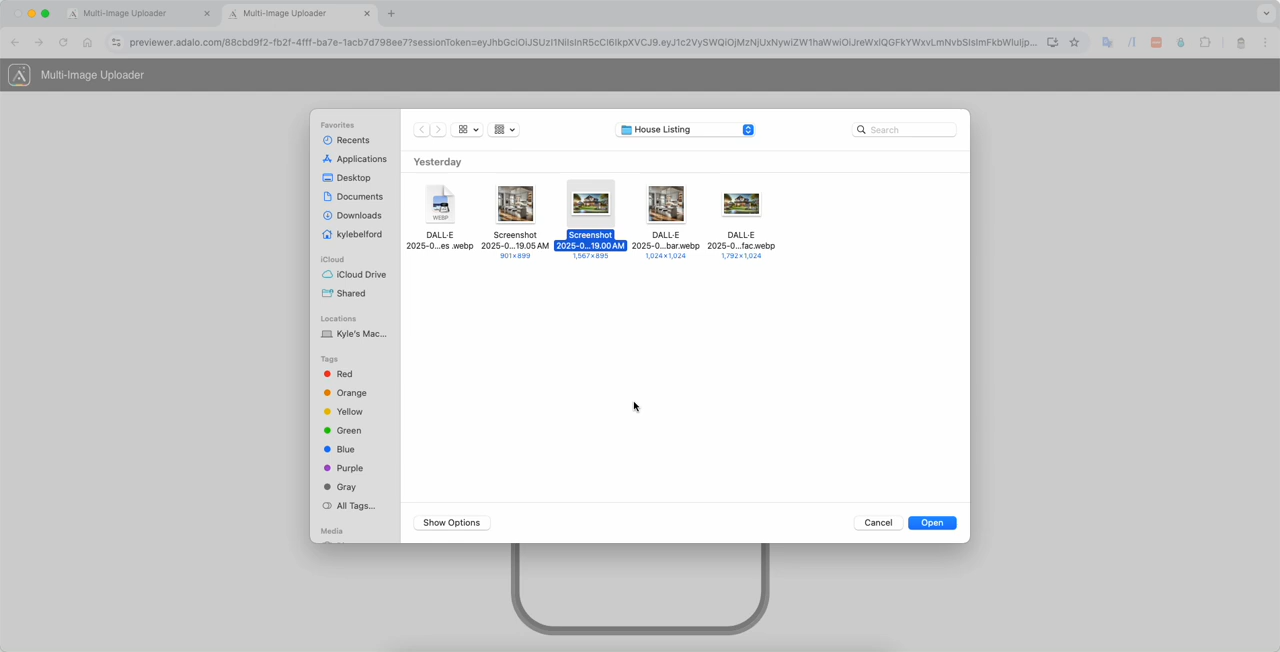 Multi-Image Uploader
Multi-Image Uploader
previewer.adalo.com/88cbd9f2-fb2f-4fff-ba7e-1acb7d798ee7?sessionToken=
Multi-Image Uploader
Favorites
Recents
Applications
Desktop
Documents
Downloads
kylebelford
iCloud
iCloud Drive
Shared
Locations
Kyle's Mac...
Tags
Red
Orange
Yellow
Green
Blue
Purple
Gray
All Tags...
Media
House Listing
Search
Yesterday
WEBP
DALL·E
2025-0...es .webp
Screenshot
2025-0...19.05 AM
901×899
Screenshot
2025-0...19.00 AM
1,567×895
DALL·E
2025-0...bar.webp
1,024×1,024
DALL·E
2025-0...fac.webp
1,792×1,024
Show Options
Cancel
Open